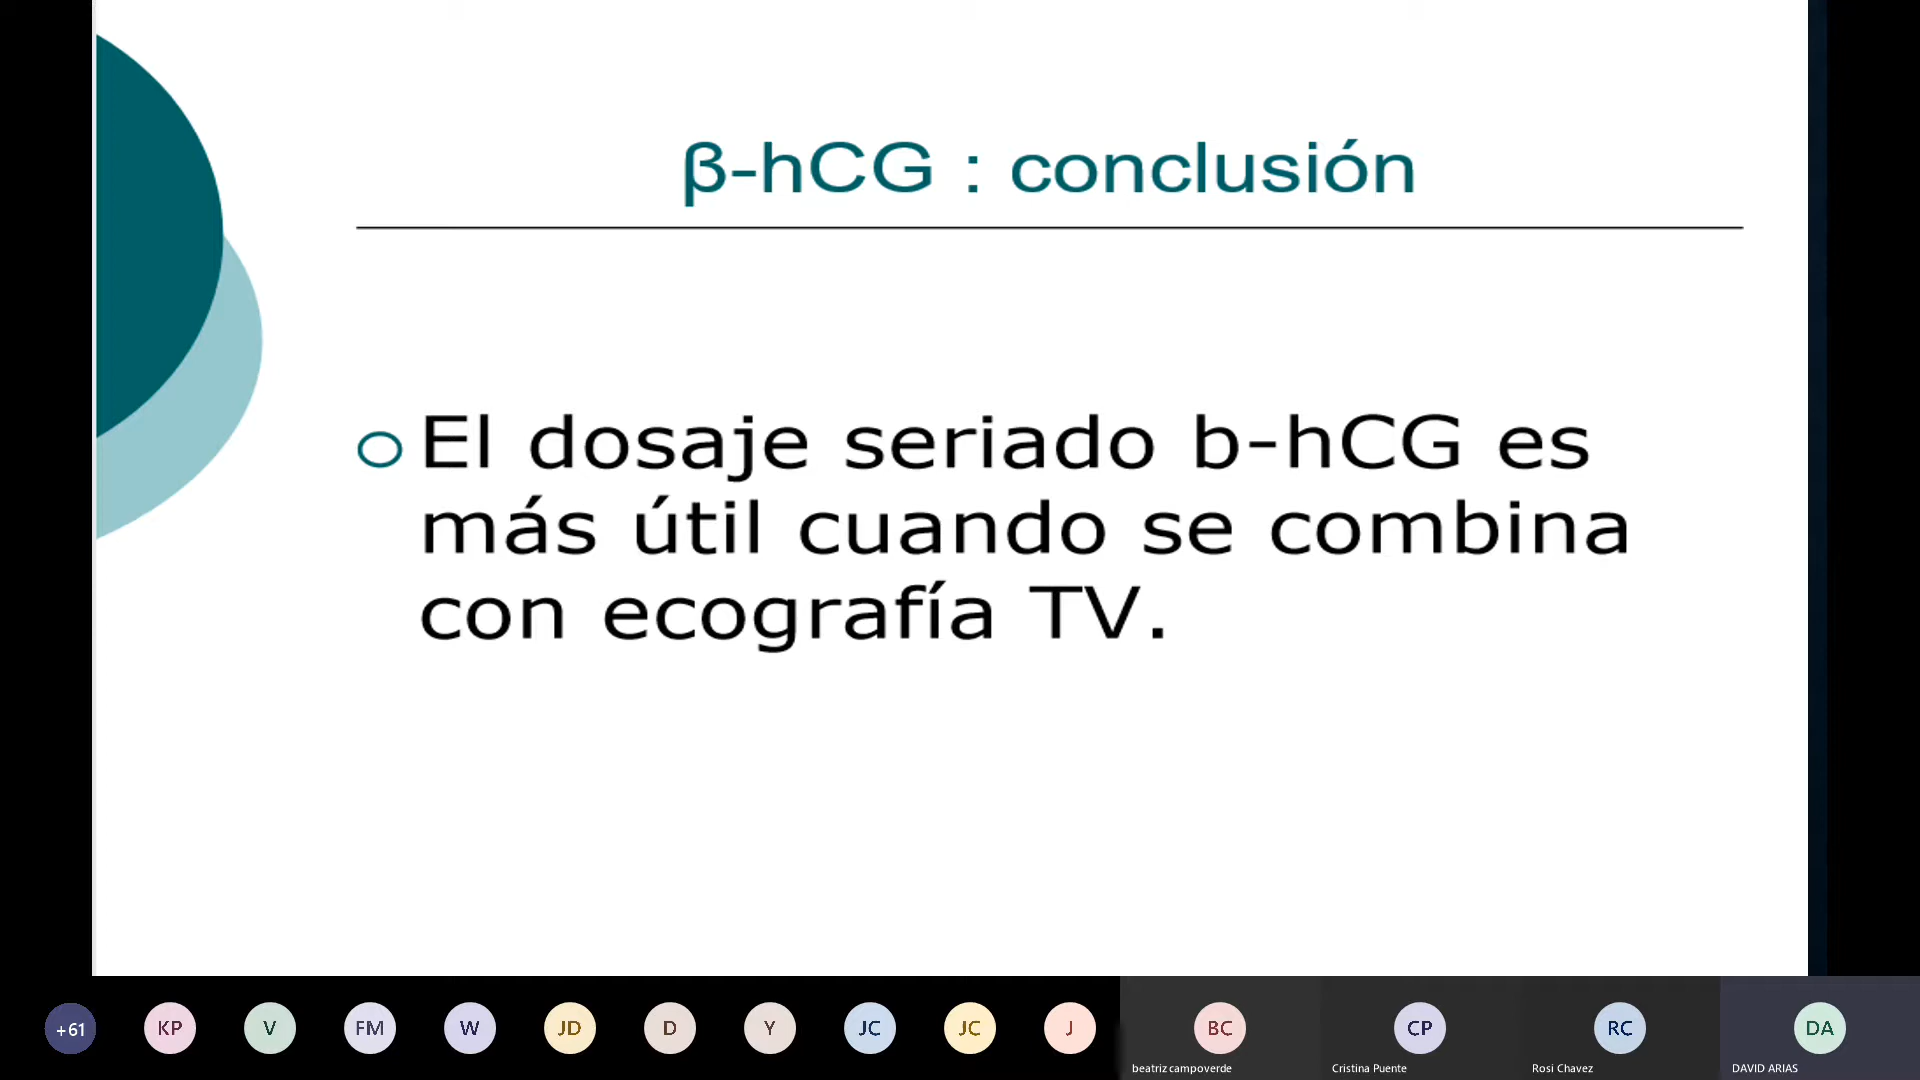 β-hCG : conclusión
El dosaje seriado b-hCG es
más útil cuando se combina
con ecografía TV.
+61
KP
V
FM
W
JD
D
Y
JC
JC
J
BC
CP
RC
DA
beatriz campoverde
Cristina Puente
Rosi Chavez
DAVID ARIAS